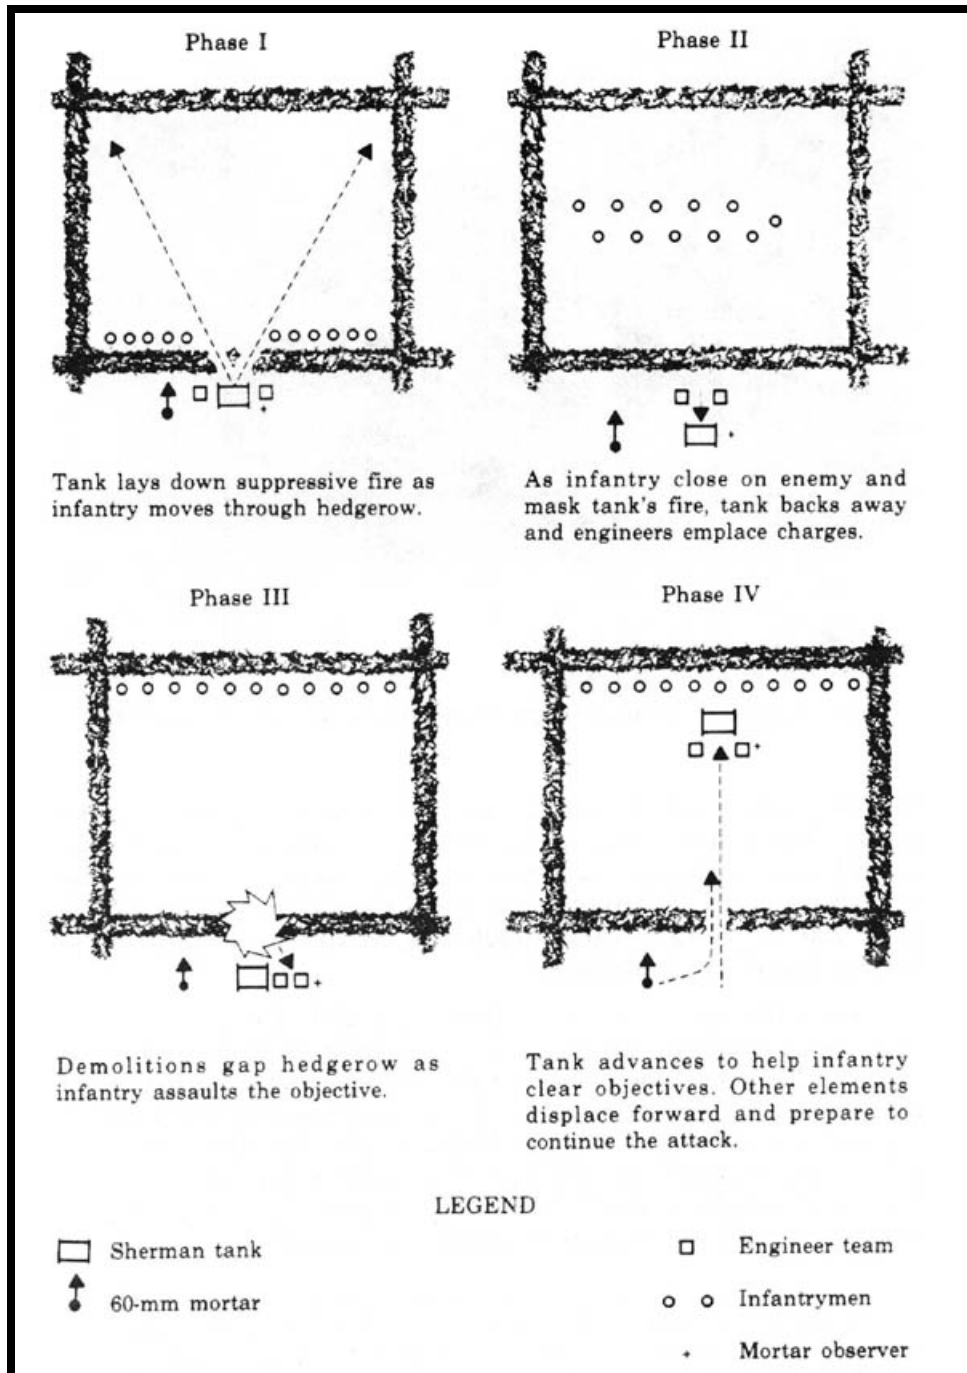 Phase I
Phase II
Tank lays down suppressive fire as
infantry moves through hedgerow.
As infantry close on enemy and
mask tank's fire, tank backs away
and engineers emplace charges.
Phase III
Phase IV
Demolitions gap hedgerow as
infantry assaults the objective.
Tank advances to help infantry
clear objectives. Other elements
displace forward and prepare to
continue the attack.
LEGEND
Sherman tank
60-mm mortar
Engineer team
Infantrymen
Mortar observer